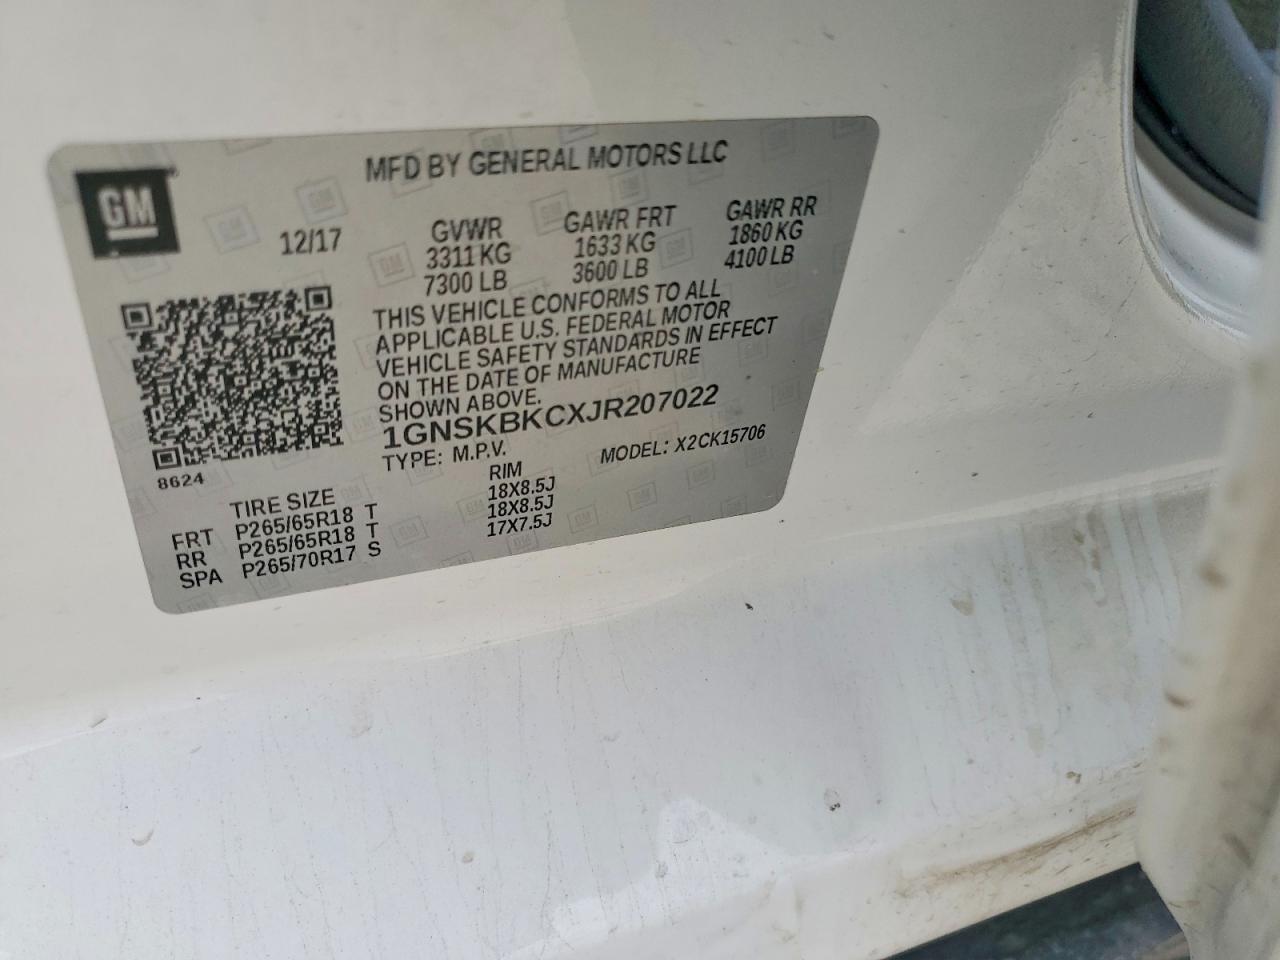 GM
MFD BY GENERAL MOTORS LLC
12/17
GVWR GAWR FRT GAWR RR
3311 KG 1633 KG 1860 KG
7300 LB 3600 LB 4100 LB
THIS VEHICLE CONFORMS TO ALL
APPLICABLE U.S. FEDERAL MOTOR
VEHICLE SAFETY STANDARDS IN EFFECT
ON THE DATE OF MANUFACTURE
SHOWN ABOVE.
1GNSKBKCXJR207022
TYPE: M.P.V. MODEL: X2CK15706
8624
TIRE SIZE RIM
FRT P265/65R18 T 18X8.5J
RR P265/65R18 T 18X8.5J
SPA P265/70R17 S 17X7.5J